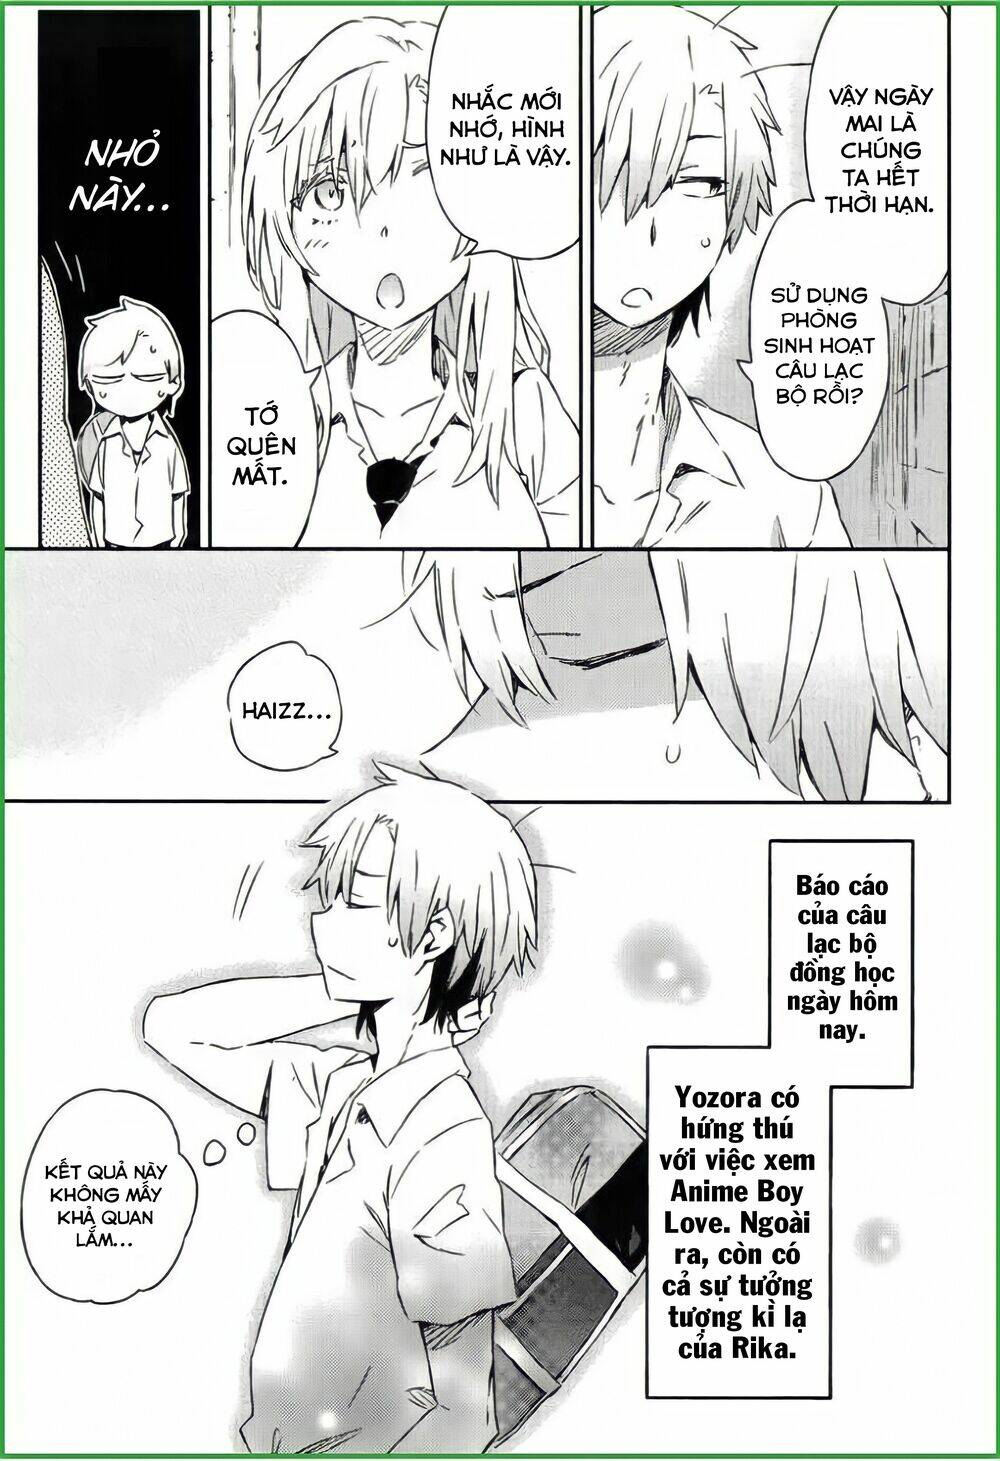 VẬY NGÀY
MAI LÀ
CHÚNG
TA HẾT
THỜI HẠN.
SỬ DỤNG
PHÒNG
SINH HOẠT
CÂU LẠC
BỘ RỒI?
NHẮC MỚI
NHỚ, HÌNH
NHƯ LÀ VẬY.
TỚ
QUÊN
MẤT.
NHỎ
NÀY...
HAIZZ...
Báo cáo
của câu
lạc bộ
đồng học
ngày hôm
nay.
Yozora có
hứng thú
với việc xem
Anime Boy
Love. Ngoài
ra, còn có
cả sự tưởng
tượng kì lạ
của Rika.
KẾT QUẢ NÀY
KHÔNG MẤY
KHẢ QUAN
LẮM...